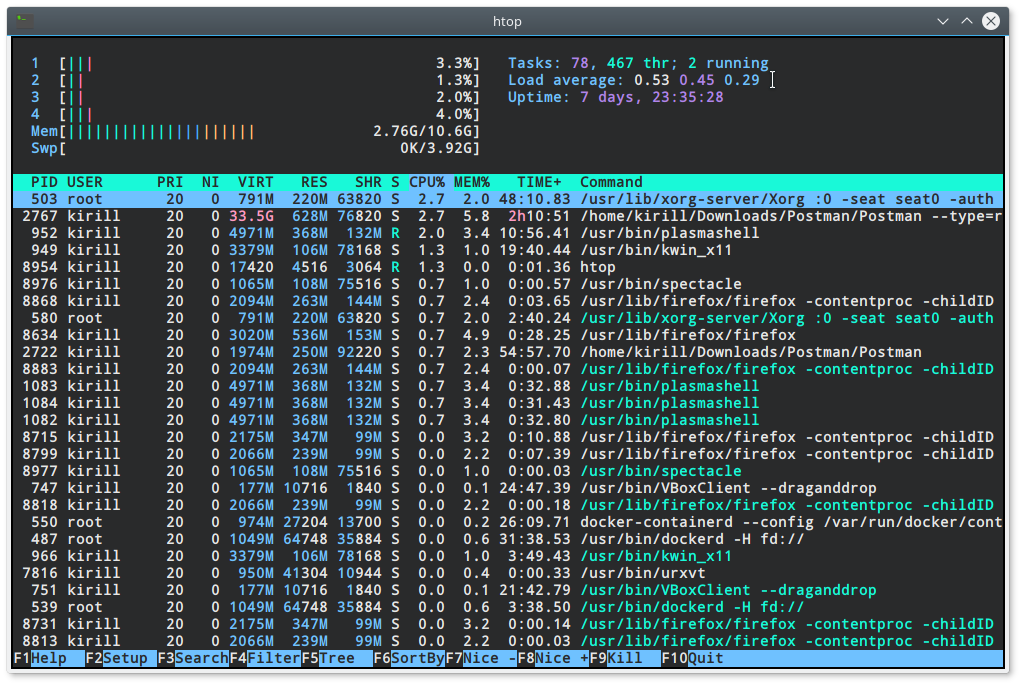 htop
1 [||| 3.3%] Tasks: 78, 467 thr; 2 running
2 [|| 1.3%] Load average: 0.53 0.45 0.29
3 [|| 2.0%] Uptime: 7 days, 23:35:28
4 [||| 4.0%]
Mem[||||||||||||||||||||| 2.76G/10.6G]
Swp[ 0K/3.92G]
PID USER PRI NI VIRT RES SHR S CPU% MEM% TIME+ Command
503 root 20 0 791M 220M 63820 S 2.7 2.0 48:10.83 /usr/lib/xorg-server/Xorg :0 -seat seat0 -auth
2767 kirill 20 0 33.5G 628M 76820 S 2.7 5.8 2h10:51 /home/kirill/Downloads/Postman/Postman --type=r
952 kirill 20 0 4971M 368M 132M R 2.0 3.4 10:56.41 /usr/bin/plasmashell
949 kirill 20 0 3379M 106M 78168 S 1.3 1.0 19:40.44 /usr/bin/kwin_x11
8954 kirill 20 0 17420 4516 3064 R 1.3 0.0 0:01.36 htop
8976 kirill 20 0 1065M 108M 75516 S 0.7 1.0 0:00.57 /usr/bin/spectacle
8868 kirill 20 0 2094M 263M 144M S 0.7 2.4 0:03.65 /usr/lib/firefox/firefox -contentproc -childID
580 root 20 0 791M 220M 63820 S 0.7 2.0 2:40.24 /usr/lib/xorg-server/Xorg :0 -seat seat0 -auth
8634 kirill 20 0 3020M 536M 153M S 0.7 4.9 0:28.25 /usr/lib/firefox/firefox
2722 kirill 20 0 1974M 250M 92220 S 0.7 2.3 54:57.70 /home/kirill/Downloads/Postman/Postman
8883 kirill 20 0 2094M 263M 144M S 0.7 2.4 0:00.07 /usr/lib/firefox/firefox -contentproc -childID
1083 kirill 20 0 4971M 368M 132M S 0.7 3.4 0:32.88 /usr/bin/plasmashell
1084 kirill 20 0 4971M 368M 132M S 0.7 3.4 0:31.43 /usr/bin/plasmashell
1082 kirill 20 0 4971M 368M 132M S 0.7 3.4 0:32.80 /usr/bin/plasmashell
8715 kirill 20 0 2175M 347M 99M S 0.0 3.2 0:10.88 /usr/lib/firefox/firefox -contentproc -childID
8799 kirill 20 0 2066M 239M 99M S 0.0 2.2 0:07.39 /usr/lib/firefox/firefox -contentproc -childID
8977 kirill 20 0 1065M 108M 75516 S 0.0 1.0 0:00.03 /usr/bin/spectacle
747 kirill 20 0 177M 10716 1840 S 0.0 0.1 24:47.39 /usr/bin/VBoxClient --draganddrop
8818 kirill 20 0 2066M 239M 99M S 0.0 2.2 0:00.18 /usr/lib/firefox/firefox -contentproc -childID
550 root 20 0 974M 27204 13700 S 0.0 0.2 26:09.71 docker-containerd --config /var/run/docker/cont
487 root 20 0 1049M 64748 35884 S 0.0 0.6 31:38.53 /usr/bin/dockerd -H fd://
966 kirill 20 0 3379M 106M 78168 S 0.0 1.0 3:49.43 /usr/bin/kwin_x11
7816 kirill 20 0 950M 41304 10944 S 0.0 0.4 0:00.33 /usr/bin/urxvt
751 kirill 20 0 177M 10716 1840 S 0.0 0.1 21:42.79 /usr/bin/VBoxClient --draganddrop
539 root 20 0 1049M 64748 35884 S 0.0 0.6 3:38.50 /usr/bin/dockerd -H fd://
8731 kirill 20 0 2175M 347M 99M S 0.0 3.2 0:00.14 /usr/lib/firefox/firefox -contentproc -childID
8813 kirill 20 0 2066M 239M 99M S 0.0 2.2 0:00.03 /usr/lib/firefox/firefox -contentproc -childID
F1Help F2Setup F3SearchF4FilterF5Tree F6SortByF7Nice -F8Nice +F9Kill F10Quit